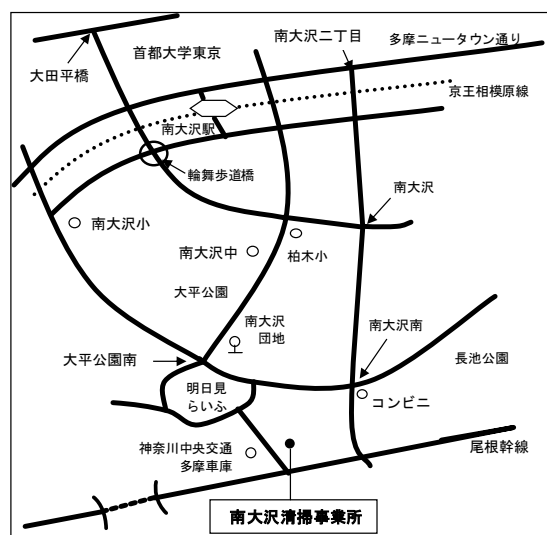 首都大学東京
南大沢二丁目
多摩ニュータウン通り
大田平橋
京王相模原線
南大沢駅
輪舞歩道橋
南大沢
南大沢小
南大沢中
柏木小
大平公園
南大沢
団地
南大沢南
大平公園南
長池公園
明日見
らいふ
コンビニ
神奈川中央交通
多摩車庫
尾根幹線
南大沢清掃事業所